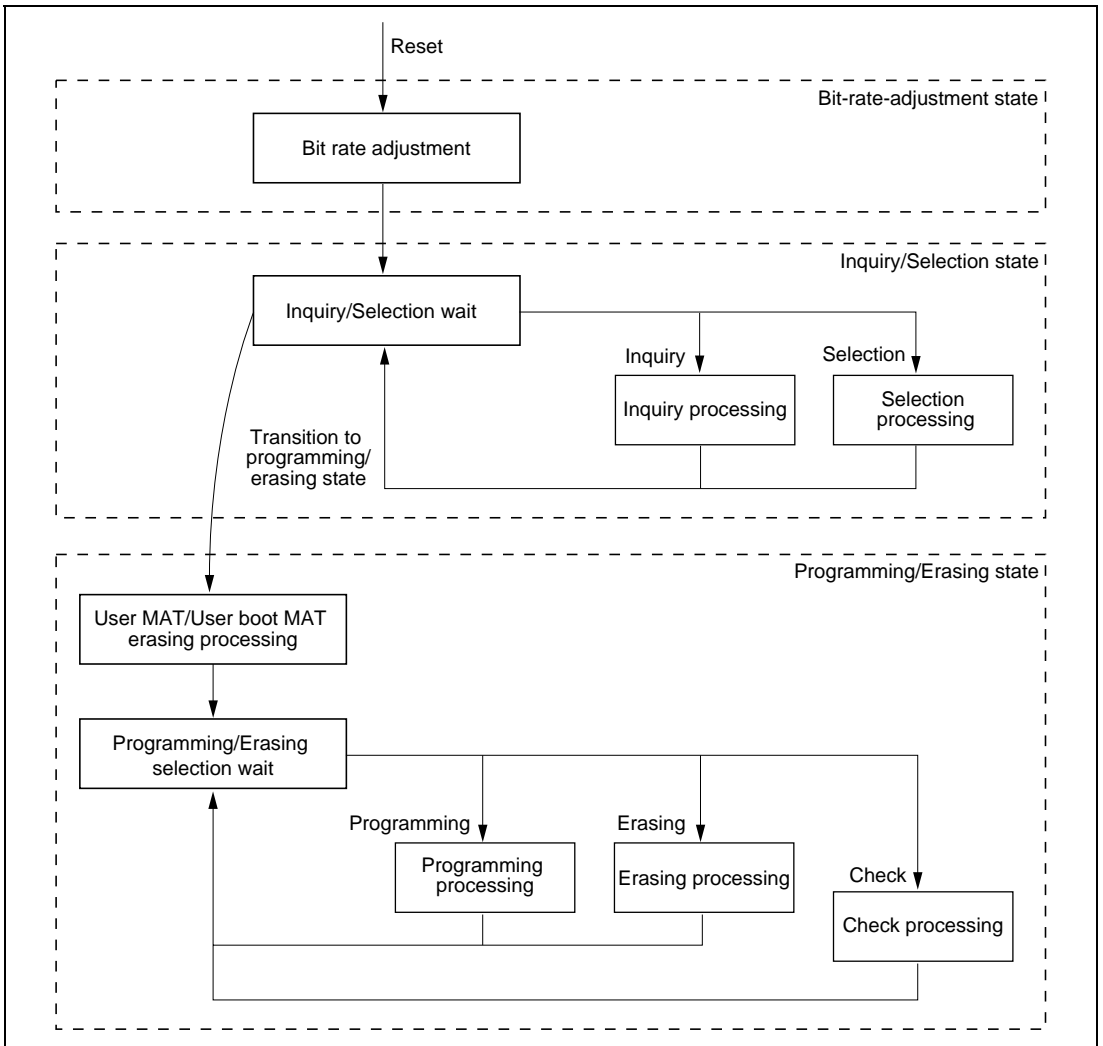 Reset
Bit-rate-adjustment state
Bit rate adjustment
Inquiry/Selection state
Inquiry/Selection wait
Inquiry
Selection
Inquiry processing
Selection
processing
Transition to
programming/
erasing state
Programming/Erasing state
User MAT/User boot MAT
erasing processing
Programming/Erasing
selection wait
Programming
Erasing
Check
Programming
processing
Erasing processing
Check processing